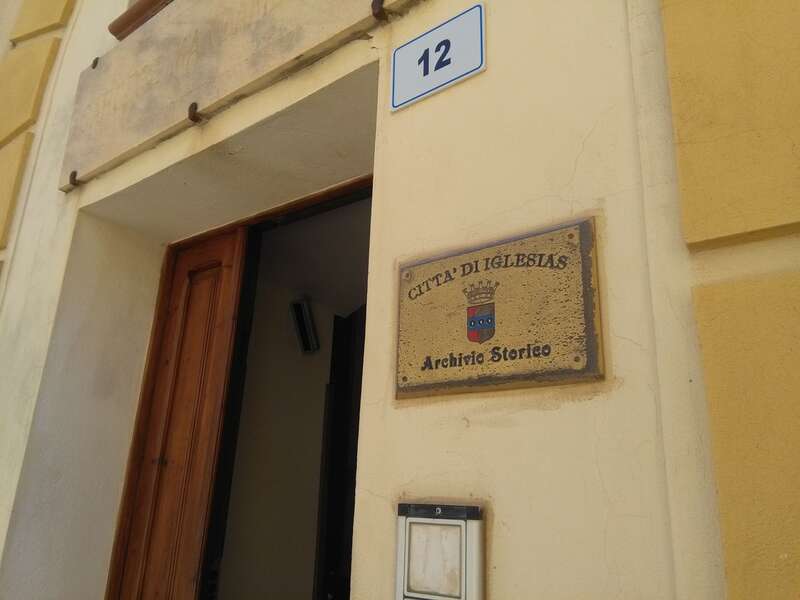 12
CITTA' DI IGLESIAS
Archivio Storico